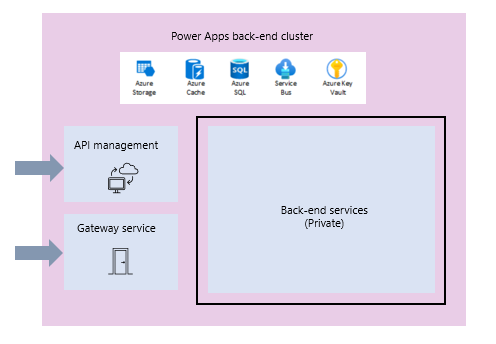 Power Apps back-end cluster
Azure Storage
Azure Cache
SQL
Azure SQL
Service Bus
Azure Key Vault
API management
Gateway service
Back-end services
(Private)